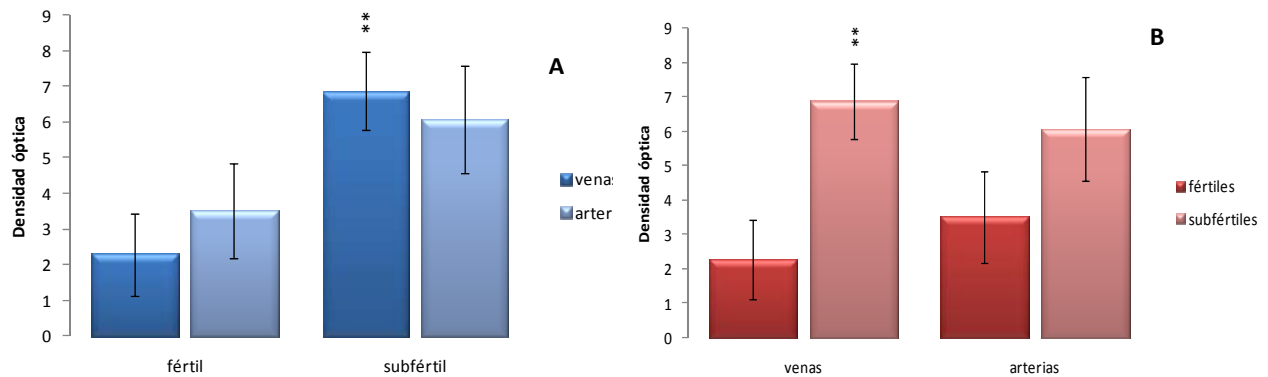 A
Densidad óptica
9
8
7
6
5
4
3
2
1
0
**
fértil
subfértil
venas
arter
B
Densidad óptica
9
8
7
6
5
4
3
2
1
0
**
venas
arterias
fértiles
subfértiles